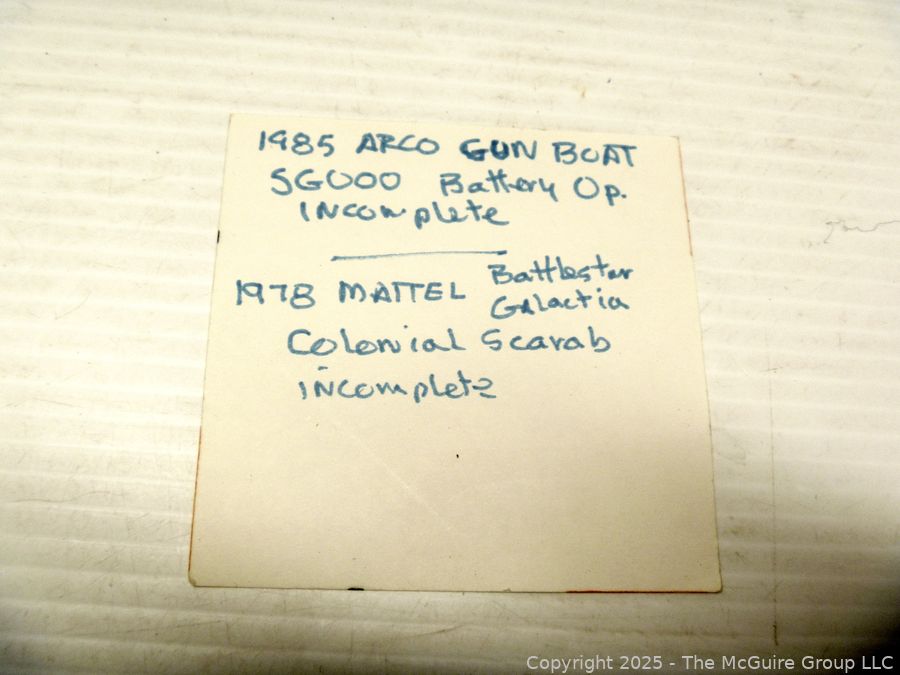 1985 ARCO GUN BOAT
SG000 Battery Op.
INComplete
1978 MATTEL Battlestar
Galactia
Colonial Scarab
iNcomplete
Copyright © 2025 - The McGuire Group LLC